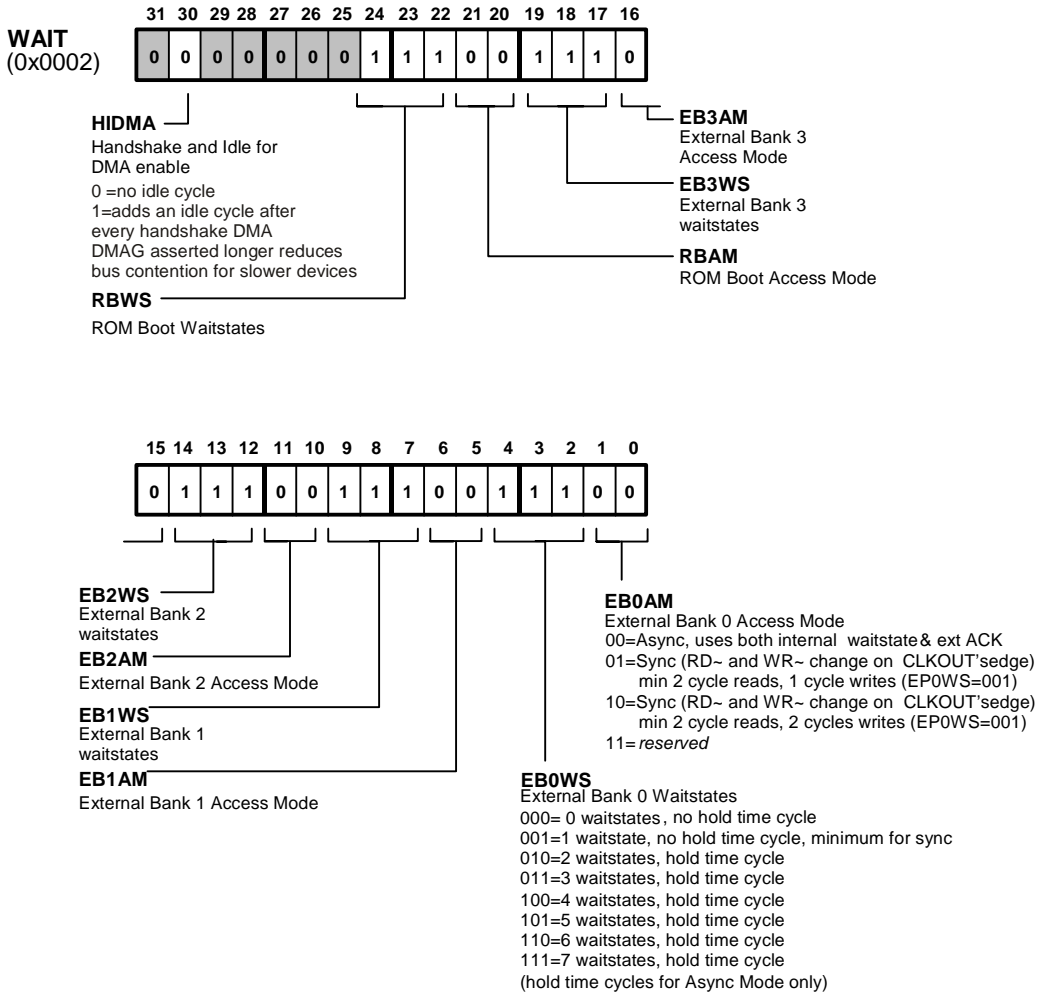 31 30 29 28 27 26 25 24 23 22 21 20 19 18 17 16
WAIT
(0x0002)
0 0 0 0 0 0 0 1 1 1 0 0 1 1 1 0
HIDMA
Handshake and Idle for
DMA enable
0 =no idle cycle
1=adds an idle cycle after
every handshake DMA
DMAG asserted longer reduces
bus contention for slower devices
RBWS
ROM Boot Waitstates
EB3AM
External Bank 3
Access Mode
EB3WS
External Bank 3
waitstates
RBAM
ROM Boot Access Mode
15 14 13 12 11 10 9 8 7 6 5 4 3 2 1 0
0 1 1 1 0 0 1 1 1 0 0 1 1 1 0 0
EB2WS
External Bank 2
waitstates
EB2AM
External Bank 2 Access Mode
EB1WS
External Bank 1
waitstates
EB1AM
External Bank 1 Access Mode
EB0AM
External Bank 0 Access Mode
00=Async, uses both internal waitstate& ext ACK
01=Sync (RD~ and WR~ change on CLKOUT'sedge)
min 2 cycle reads, 1 cycle writes (EP0WS=001)
10=Sync (RD~ and WR~ change on CLKOUT'sedge)
min 2 cycle reads, 2 cycles writes (EP0WS=001)
11=reserved
EB0WS
External Bank 0 Waitstates
000= 0 waitstates, no hold time cycle
001=1 waitstate, no hold time cycle, minimum for sync
010=2 waitstates, hold time cycle
011=3 waitstates, hold time cycle
100=4 waitstates, hold time cycle
101=5 waitstates, hold time cycle
110=6 waitstates, hold time cycle
111=7 waitstates, hold time cycle
(hold time cycles for Async Mode only)